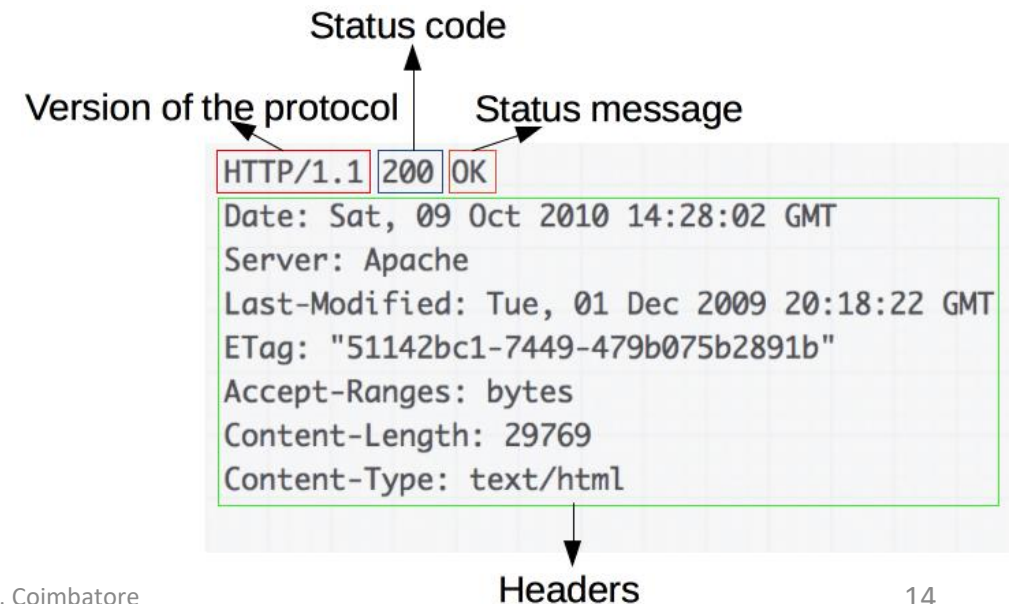 Status code
Version of the protocol
Status message
HTTP/1.1 200 OK
Date: Sat, 09 Oct 2010 14:28:02 GMT
Server: Apache
Last-Modified: Tue, 01 Dec 2009 20:18:22 GMT
ETag: "51142bc1-7449-479b075b2891b"
Accept-Ranges: bytes
Content-Length: 29769
Content-Type: text/html
Headers
, Coimbatore
14